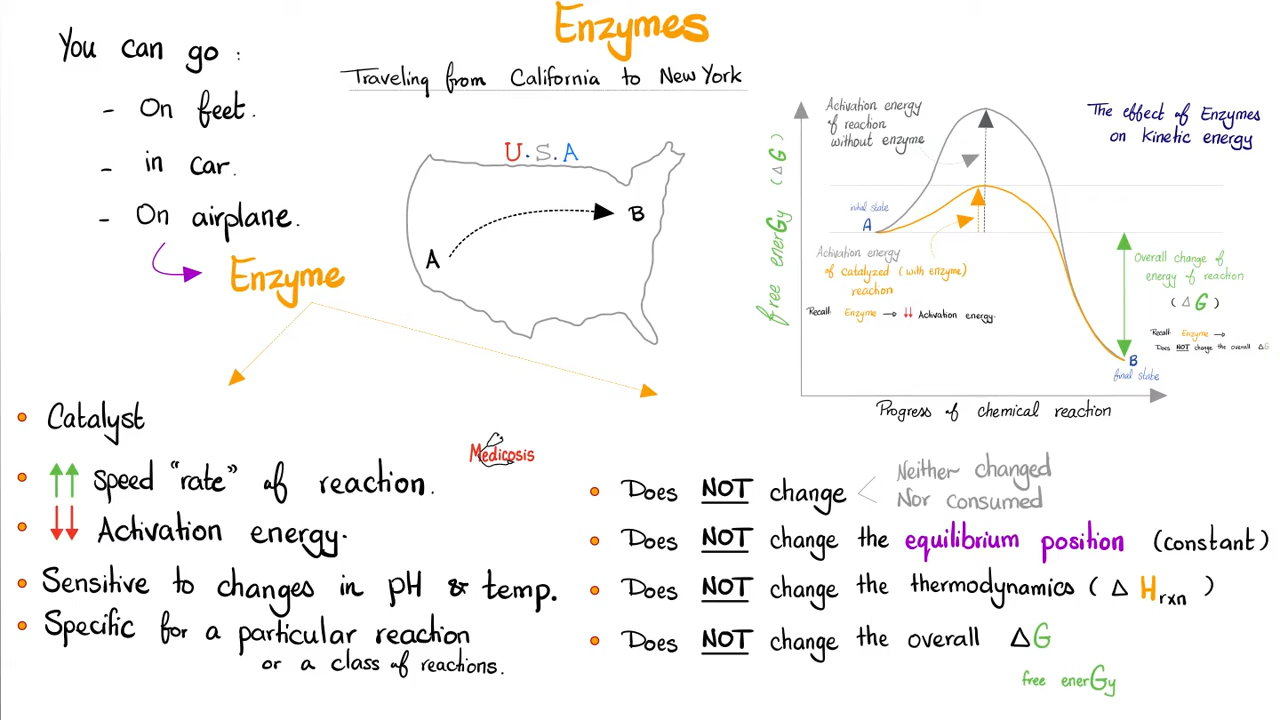 Enzymes
Traveling from California to New York
You can go :
- On feet.
- in car.
- On airplane.
Enzyme
U.S.A
A
B
Activation energy
of reaction
without enzyme
The effect of Enzymes
on kinetic energy
free enerGy (ΔG)
initial state
A
Activation energy
of catalyzed (with enzyme)
reaction
Recall: Enzyme → ↓↓ Activation energy.
Overall change of
energy of reaction
(ΔG)
Recall: Enzyme →
Does NOT change the overall ΔG
B
final state
Progress of chemical reaction
• Catalyst
• ↑↑ speed "rate" of reaction.
• ↓↓ Activation energy.
• Sensitive to changes in pH & temp.
• Specific for a particular reaction
or a class of reactions.
Medicosis
• Does NOT change
Neither changed
Nor consumed
• Does NOT change the equilibrium position (constant)
• Does NOT change the thermodynamics (Δ Hrxn)
• Does NOT change the overall ΔG
free enerGy